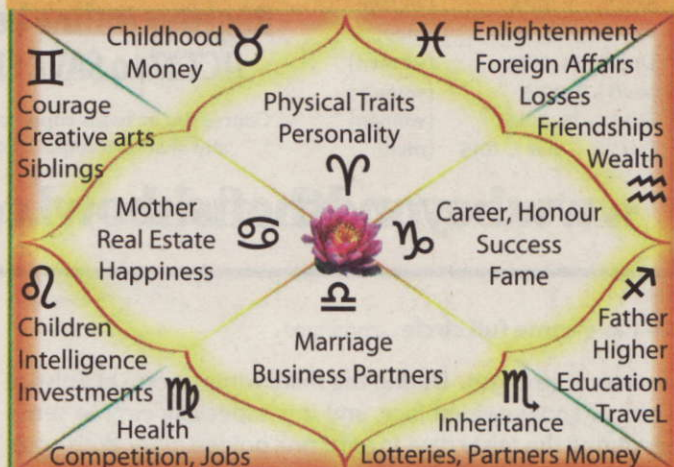 Childhood
Money
Enlightenment
Foreign Affairs
Losses
Friendships
Wealth
Courage
Creative arts
Siblings
Physical Traits
Personality
Mother
Real Estate
Happiness
Career, Honour
Success
Fame
Children
Intelligence
Investments
Marriage
Business Partners
Father
Higher
Education
TraveL
Health
Competition, Jobs
Inheritance
Lotteries, Partners Money